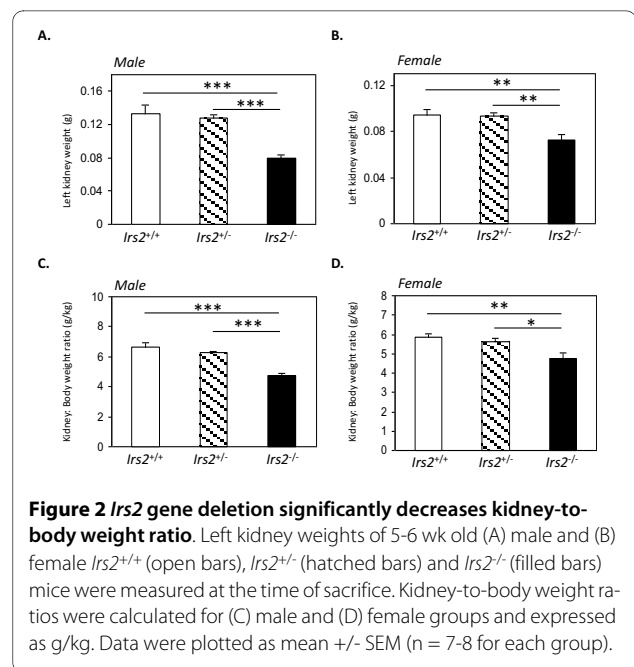 A.
Male
***
***
Left kidney weight (g)
0.16
0.12
0.08
0.04
0
Irs2+/+ Irs2+/- Irs2-/-
B.
Female
**
**
Left kidney weight (g)
0.12
0.08
0.04
0
Irs2+/+ Irs2+/- Irs2-/-
C.
Male
***
***
Kidney: Body weight ratio (g/kg)
10
8
6
4
2
0
Irs2+/+ Irs2+/- Irs2-/-
D.
Female
**
*
Kidney: Body weight ratio (g/kg)
8
7
6
5
4
3
2
1
0
Irs2+/+ Irs2+/- Irs2-/-
Figure 2 Irs2 gene deletion significantly decreases kidney-to-
body weight ratio. Left kidney weights of 5-6 wk old (A) male and (B)
female Irs2+/+ (open bars), Irs2+/- (hatched bars) and Irs2-/- (filled bars)
mice were measured at the time of sacrifice. Kidney-to-body weight ra-
tios were calculated for (C) male and (D) female groups and expressed
as g/kg. Data were plotted as mean +/- SEM (n = 7-8 for each group).